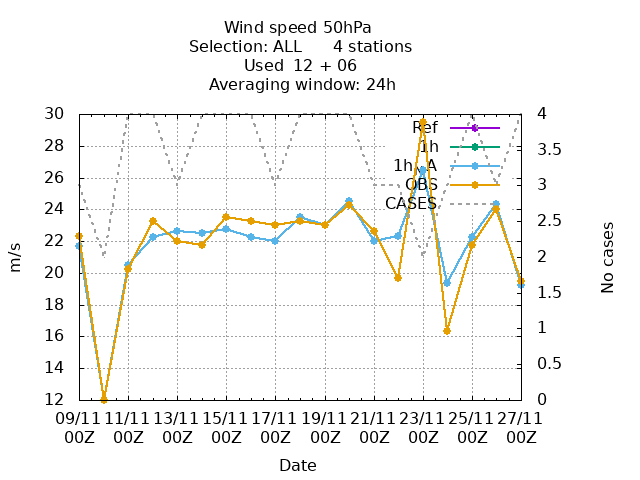 Wind speed 50hPa
Selection: ALL 4 stations
Used 12 + 06
Averaging window: 24h
30
28
26
24
22
20
18
16
14
12
m/s
4
3.5
3
2.5
2
1.5
1
0.5
0
No cases
Ref
1h
OBS
CASES
09/11 11/11 13/11 15/11 17/11 19/11 21/11 23/11 25/11 27/11
00Z 00Z 00Z 00Z 00Z 00Z 00Z 00Z 00Z 00Z
Date